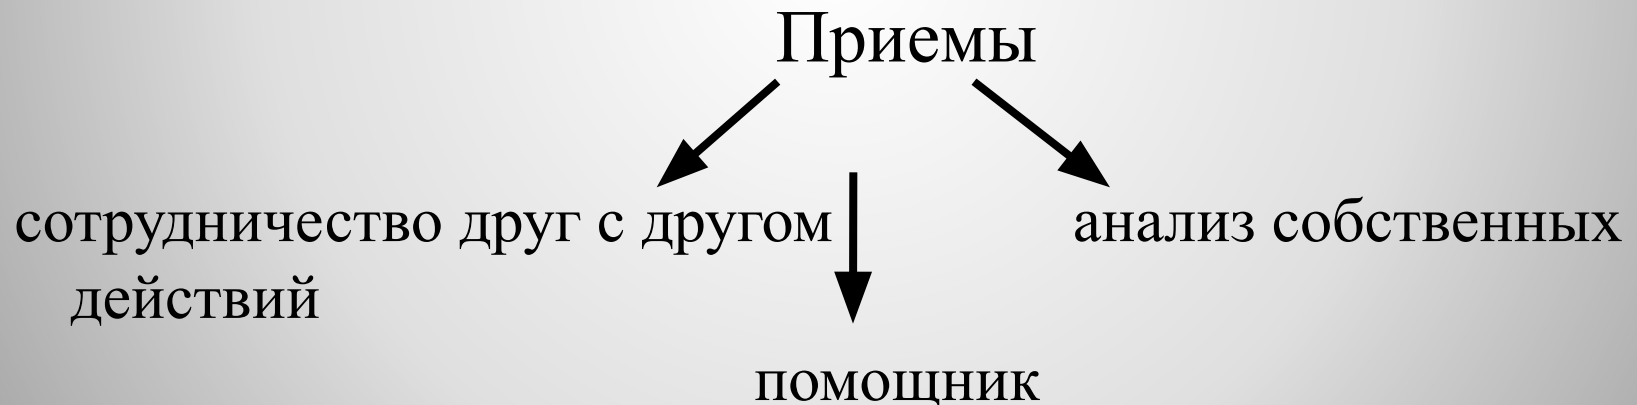 Приемы
сотрудничество друг с другом анализ собственных
действий
помощник